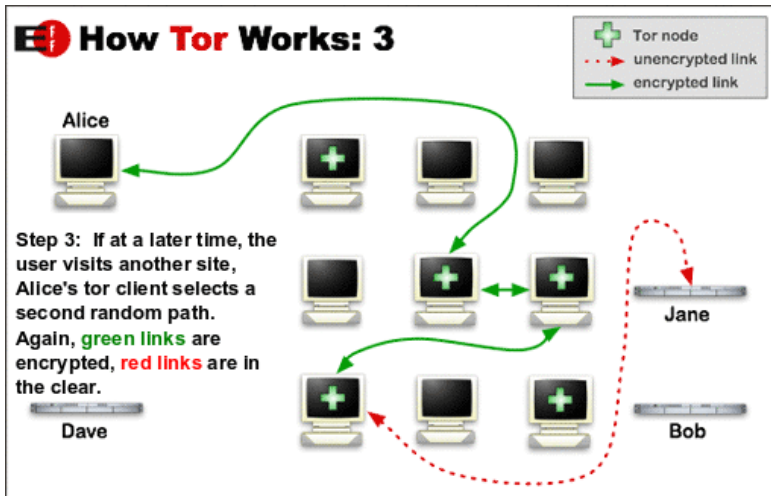 EFF How Tor Works: 3
Tor node
unencrypted link
encrypted link
Alice
Step 3: If at a later time, the
user visits another site,
Alice's tor client selects a
second random path.
Again, green links are
encrypted, red links are in
the clear.
Jane
Dave
Bob